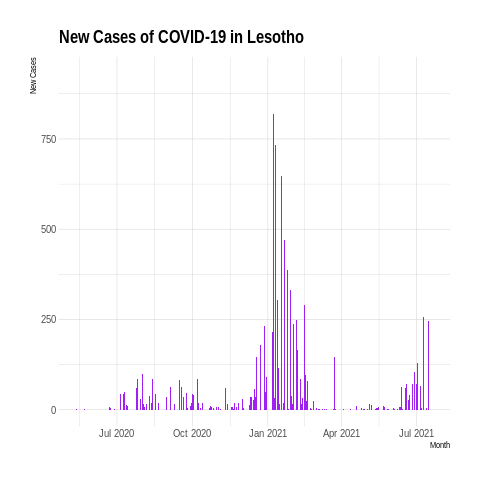 New Cases of COVID-19 in Lesotho
New Cases
750
500
250
0
Jul 2020
Oct 2020
Jan 2021
Apr 2021
Jul 2021
Month